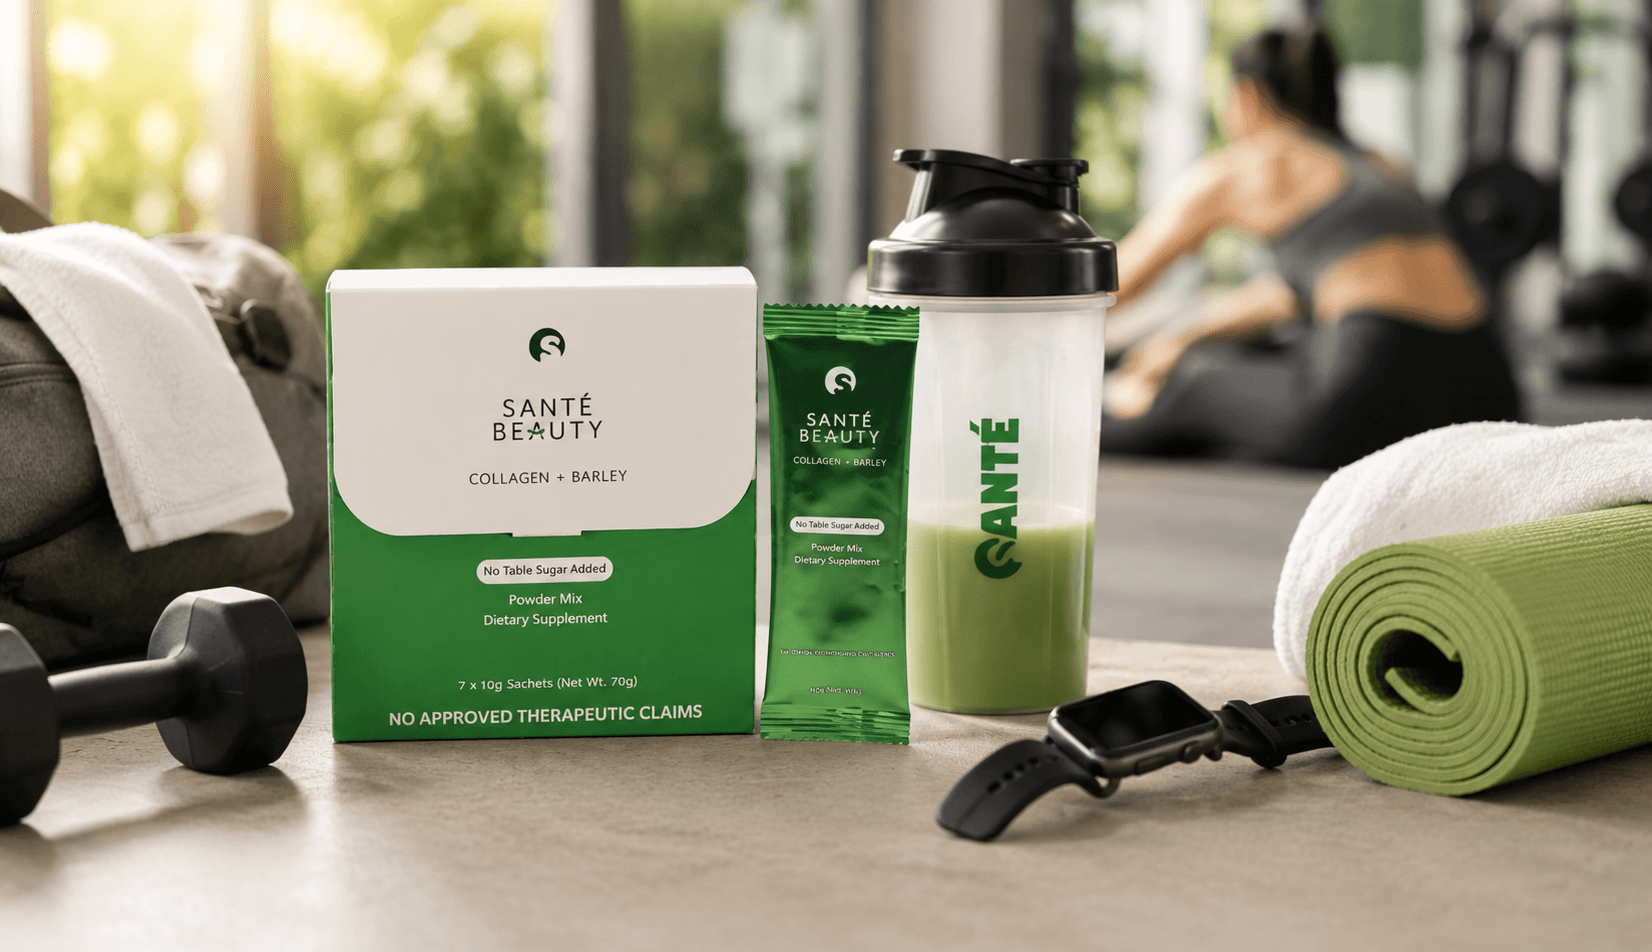 SANTÉ
BEAUTY
COLLAGEN + BARLEY
No Table Sugar Added
Powder Mix
Dietary Supplement
7 x 10g Sachets (Net Wt. 70g)
NO APPROVED THERAPEUTIC CLAIMS
SANTÉ
BEAUTY
COLLAGEN + BARLEY
No Table Sugar Added
Powder Mix
Dietary Supplement
SANTÉ